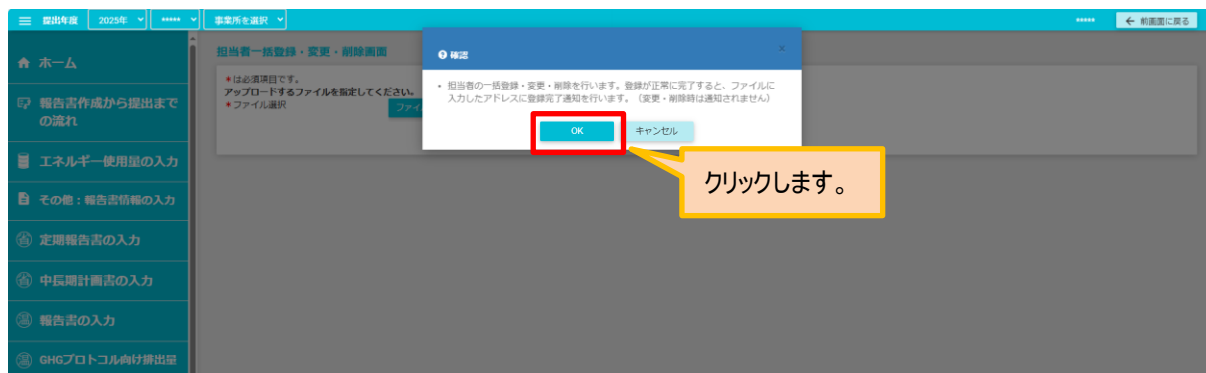 提出年度 2025年 ***** 事業所を選択 ***** ← 前画面に戻る
ホーム
報告書作成から提出まで
の流れ
エネルギー使用量の入力
その他：報告書情報の入力
定期報告書の入力
中長期計画書の入力
報告書の入力
GHGプロトコル向け排出量
担当者一括登録・変更・削除画面
*は必須項目です。
アップロードするファイルを指定してください。
*ファイル選択
ファイ
確認
×
・ 担当者の一括登録・変更・削除を行います。登録が正常に完了すると、ファイルに
入力したアドレスに登録完了通知を行います。（変更・削除時は通知されません）
OK キャンセル
クリックします。